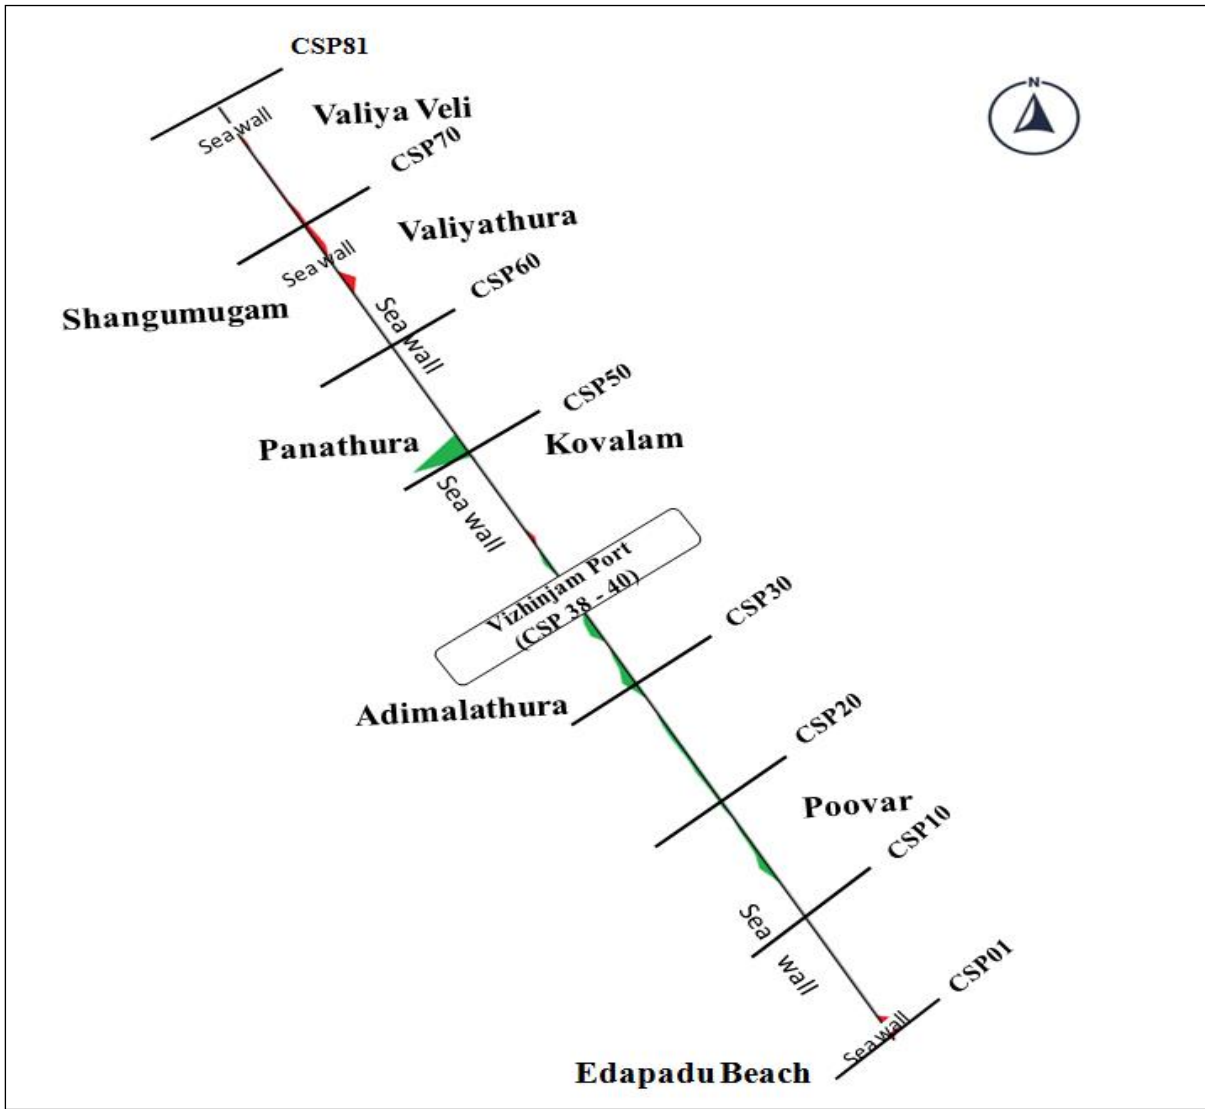 CSP81
N
Valiya Veli
Sea wall
CSP70
Valiyathura
Sea wall
CSP60
Shangumugam
Sea wall
CSP50
Panathura
Kovalam
Sea wall
Vizhinjam Port
(CSP 38 - 40)
CSP30
Adimalathura
CSP20
Poovar
CSP10
Sea wall
CSP01
Sea wall
Edapadu Beach